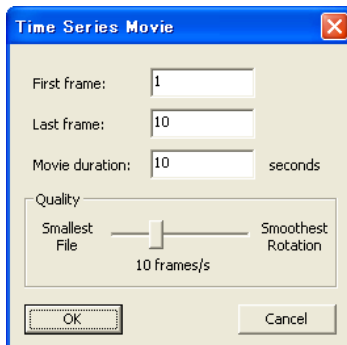 Time Series Movie
First frame: 1
Last frame: 10
Movie duration: 10 seconds
Quality
Smallest File
Smoothest Rotation
10 frames/s
OK Cancel